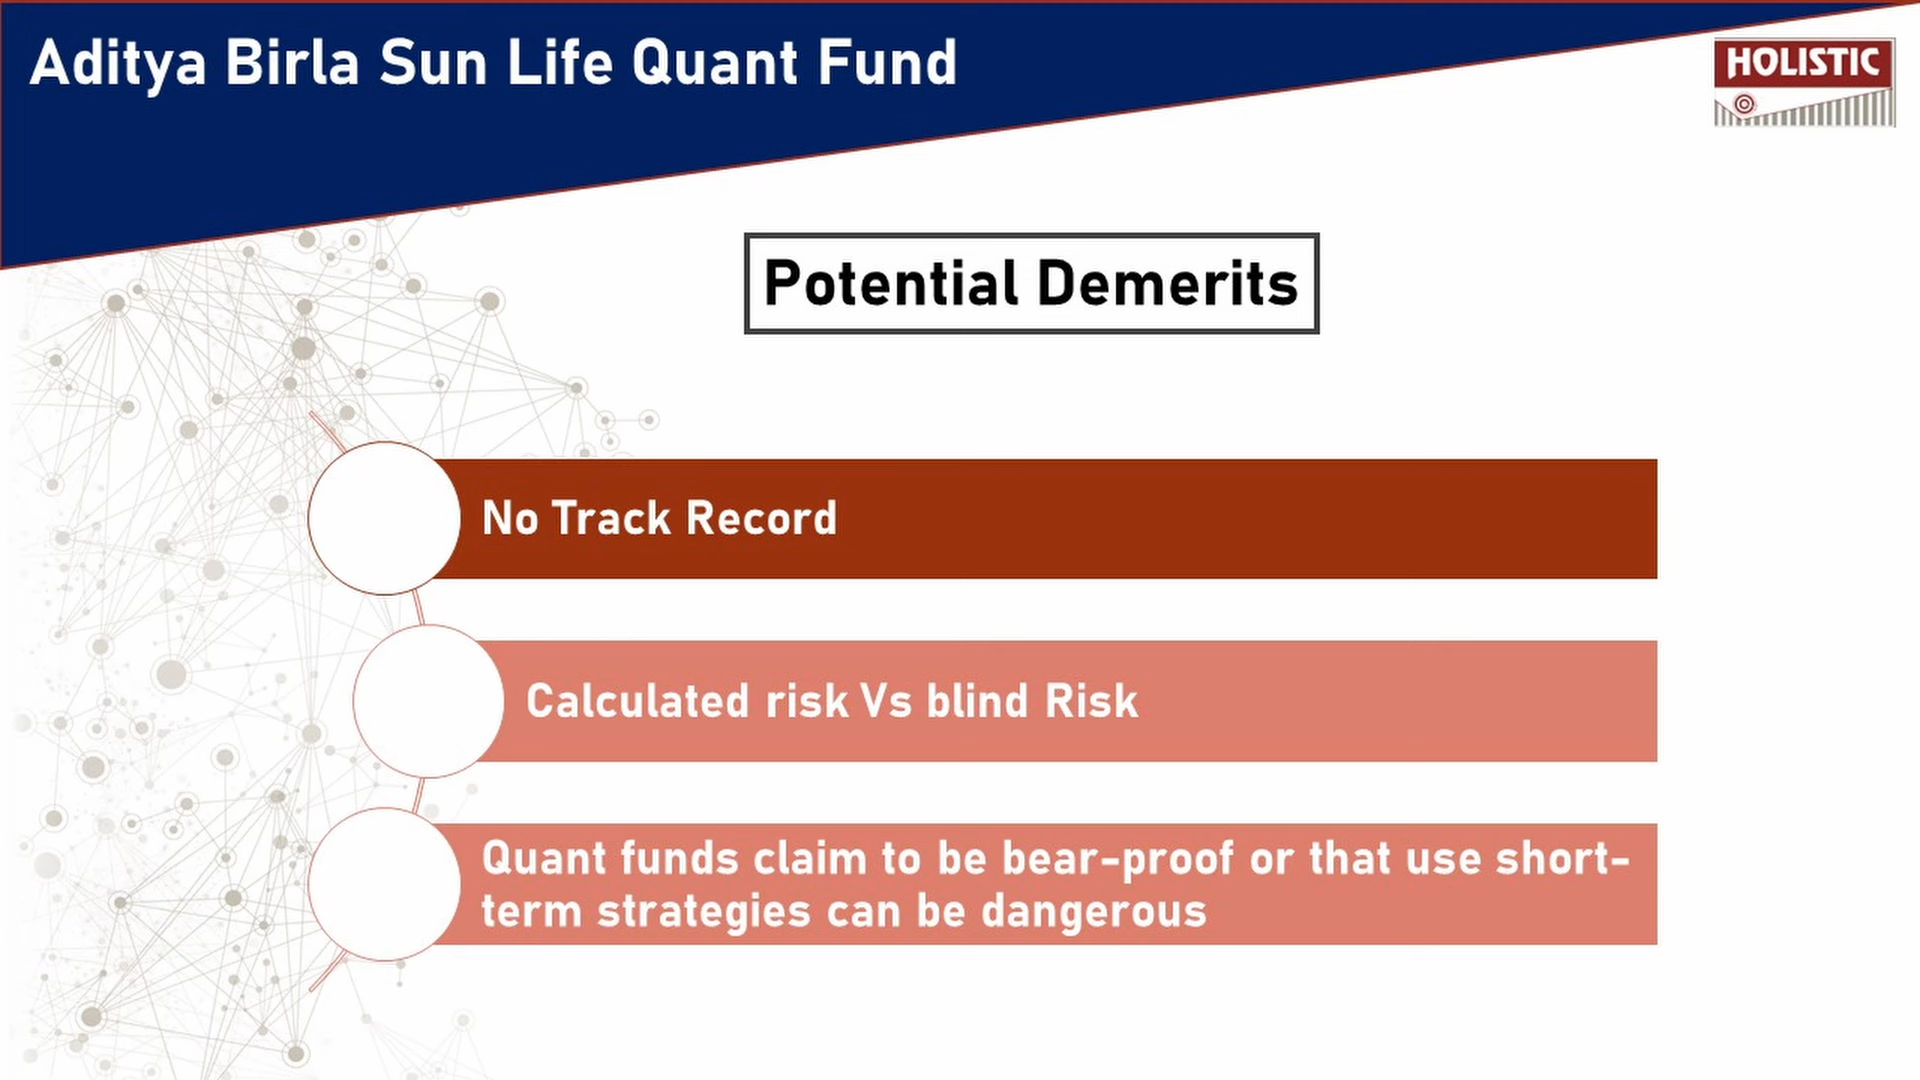 Aditya Birla Sun Life Quant Fund
HOLISTIC
Potential Demerits
No Track Record
Calculated risk Vs blind Risk
Quant funds claim to be bear-proof or that use short-
term strategies can be dangerous